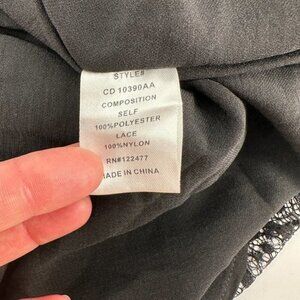 STYLE#
CD 10390AA
COMPOSITION
SELF
100%POLYESTER
LACE
100%NYLON
RN#122477
MADE IN CHINA